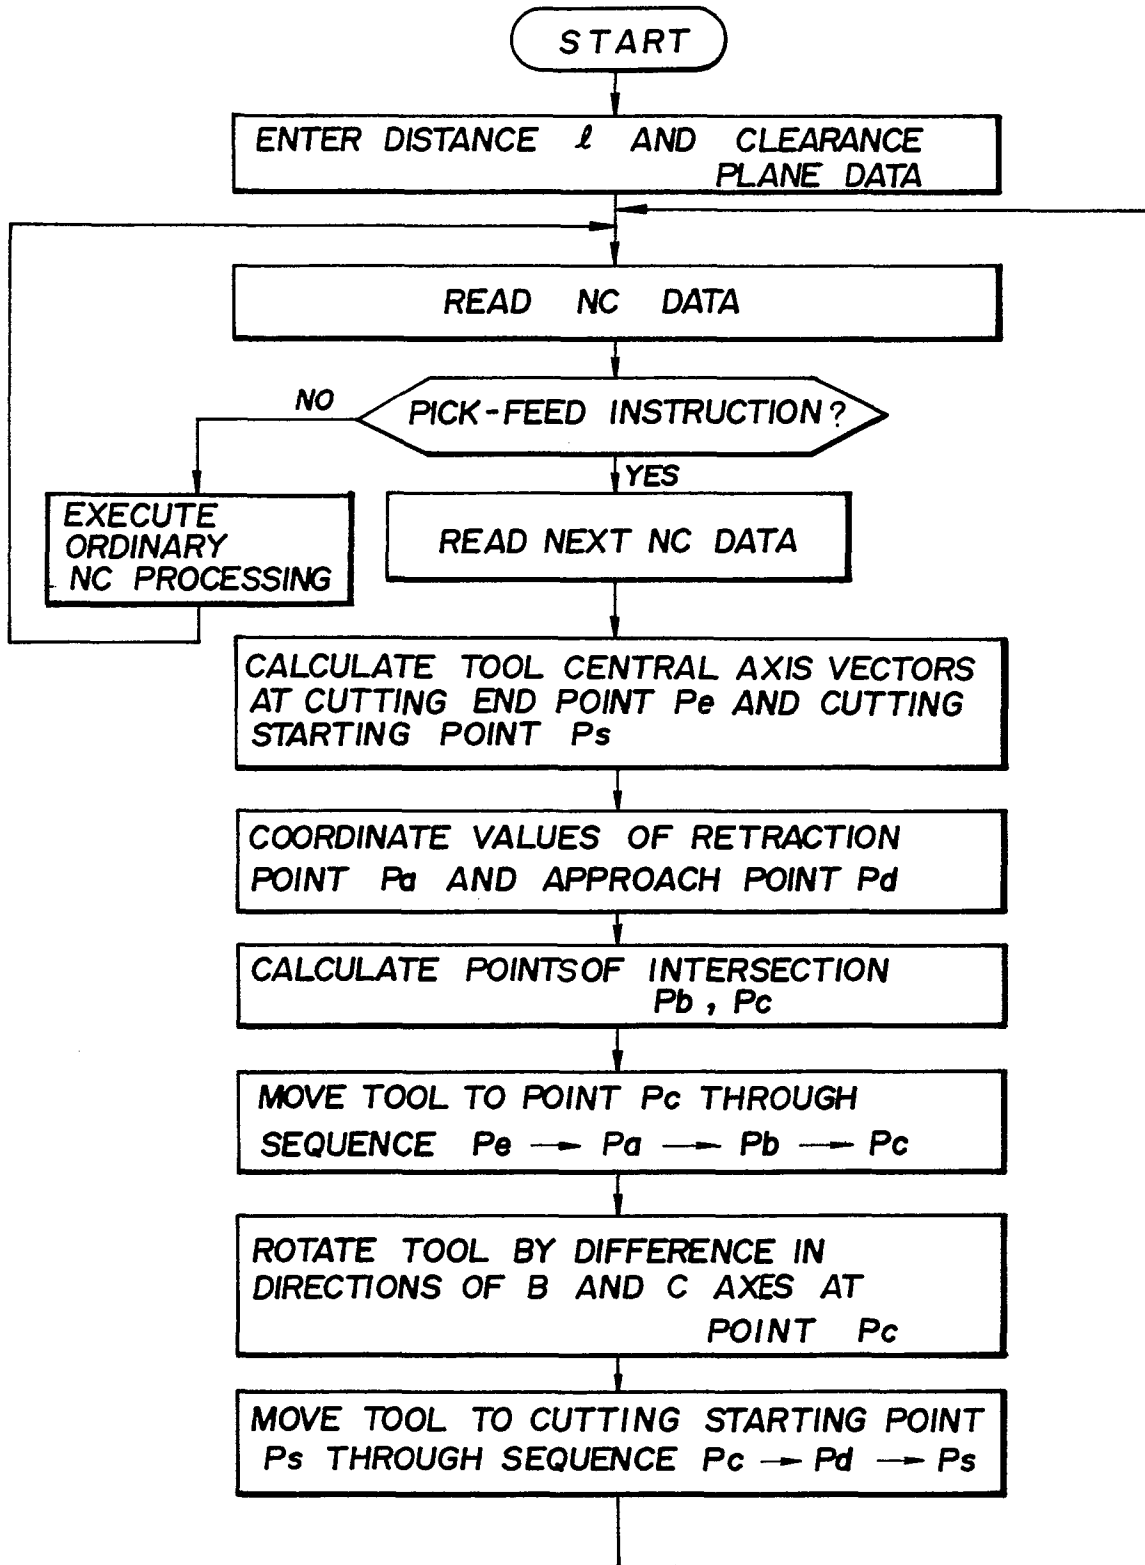 START
ENTER DISTANCE ℓ AND CLEARANCE
PLANE DATA
READ NC DATA
PICK-FEED INSTRUCTION?
NO
YES
EXECUTE
ORDINARY
NC PROCESSING
READ NEXT NC DATA
CALCULATE TOOL CENTRAL AXIS VECTORS
AT CUTTING END POINT Pe AND CUTTING
STARTING POINT Ps
COORDINATE VALUES OF RETRACTION
POINT Pa AND APPROACH POINT Pd
CALCULATE POINTS OF INTERSECTION
Pb, Pc
MOVE TOOL TO POINT Pc THROUGH
SEQUENCE Pe → Pa → Pb → Pc
ROTATE TOOL BY DIFFERENCE IN
DIRECTIONS OF B AND C AXES AT
POINT Pc
MOVE TOOL TO CUTTING STARTING POINT
Ps THROUGH SEQUENCE Pc → Pd → Ps